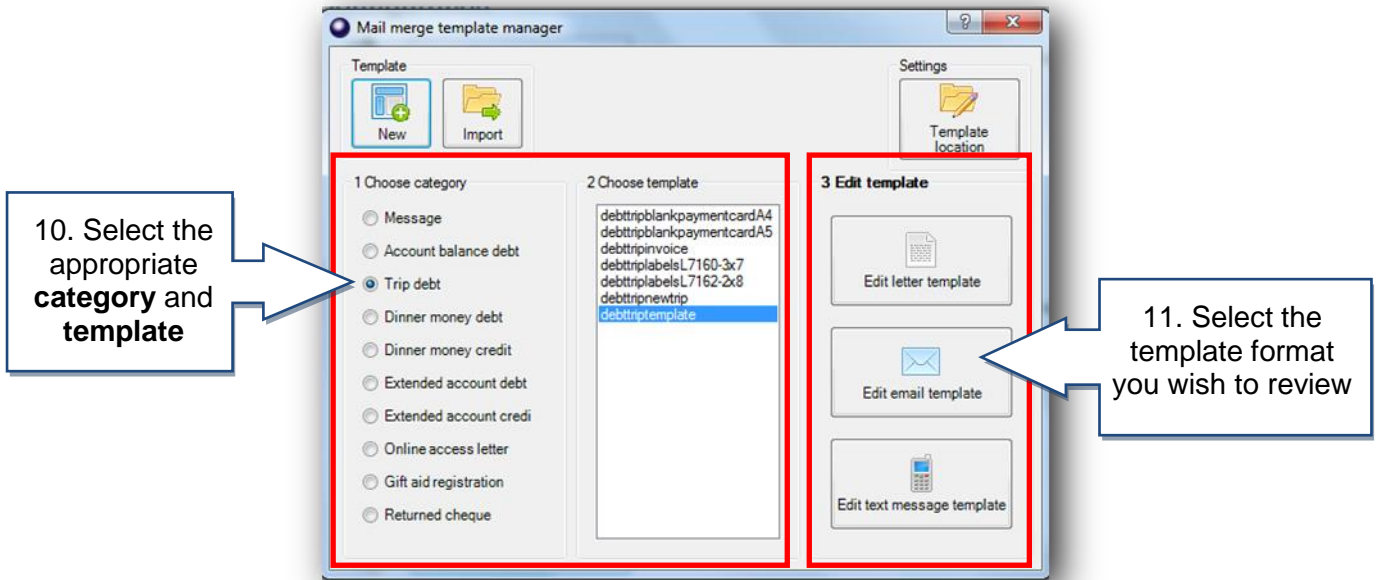 Mail merge template manager
Template
Settings
New
Import
Template
location
1 Choose category
2 Choose template
3 Edit template
Message
Account balance debt
Trip debt
Dinner money debt
Dinner money credit
Extended account debt
Extended account credi
Online access letter
Gift aid registration
Returned cheque
debttripblankpaymentcardA4
debttripblankpaymentcardA5
debttripinvoice
debttriplabelsL7160-3x7
debttriplabelsL7162-2x8
debttripnewtrip
debttriptemplate
Edit letter template
Edit email template
Edit text message template
10. Select the
appropriate
category and
template
11. Select the
template format
you wish to review